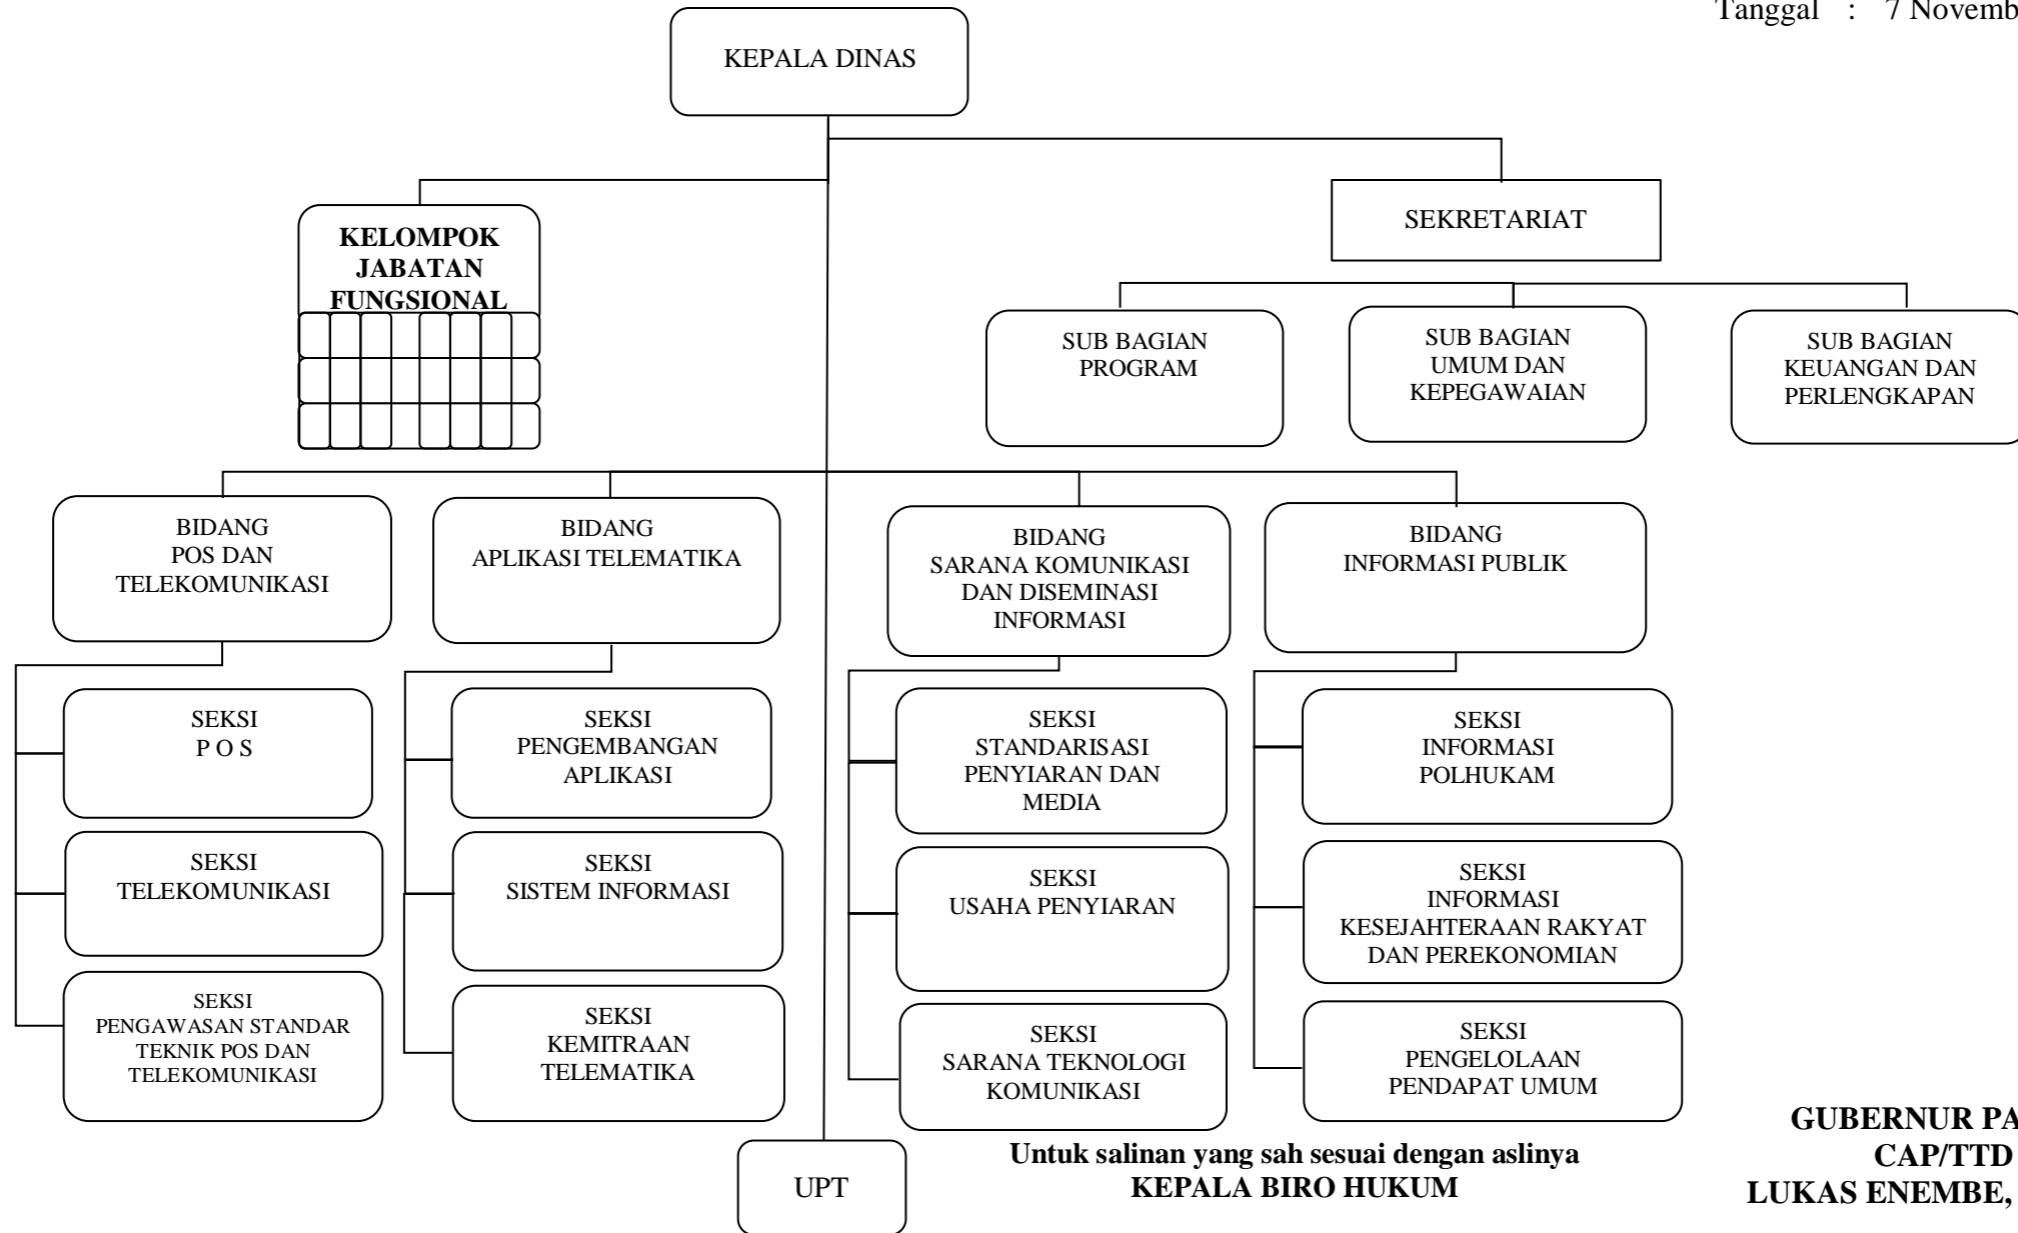 Tanggal : 7 Novemb
KEPALA DINAS
SEKRETARIAT
KELOMPOK
JABATAN
FUNGSIONAL
SUB BAGIAN
PROGRAM
SUB BAGIAN
UMUM DAN
KEPEGAWAIAN
SUB BAGIAN
KEUANGAN DAN
PERLENGKAPAN
BIDANG
POS DAN
TELEKOMUNIKASI
BIDANG
APLIKASI TELEMATIKA
BIDANG
SARANA KOMUNIKASI
DAN DISEMINASI
INFORMASI
BIDANG
INFORMASI PUBLIK
SEKSI
P O S
SEKSI
PENGEMBANGAN
APLIKASI
SEKSI
STANDARISASI
PENYIARAN DAN
MEDIA
SEKSI
INFORMASI
POLHUKAM
SEKSI
TELEKOMUNIKASI
SEKSI
SISTEM INFORMASI
SEKSI
USAHA PENYIARAN
SEKSI
INFORMASI
KESEJAHTERAAN RAKYAT
DAN PEREKONOMIAN
SEKSI
PENGAWASAN STANDAR
TEKNIK POS DAN
TELEKOMUNIKASI
SEKSI
KEMITRAAN
TELEMATIKA
SEKSI
SARANA TEKNOLOGI
KOMUNIKASI
SEKSI
PENGELOLAAN
PENDAPAT UMUM
UPT
Untuk salinan yang sah sesuai dengan aslinya
KEPALA BIRO HUKUM
GUBERNUR PA
CAP/TTD
LUKAS ENEMBE,